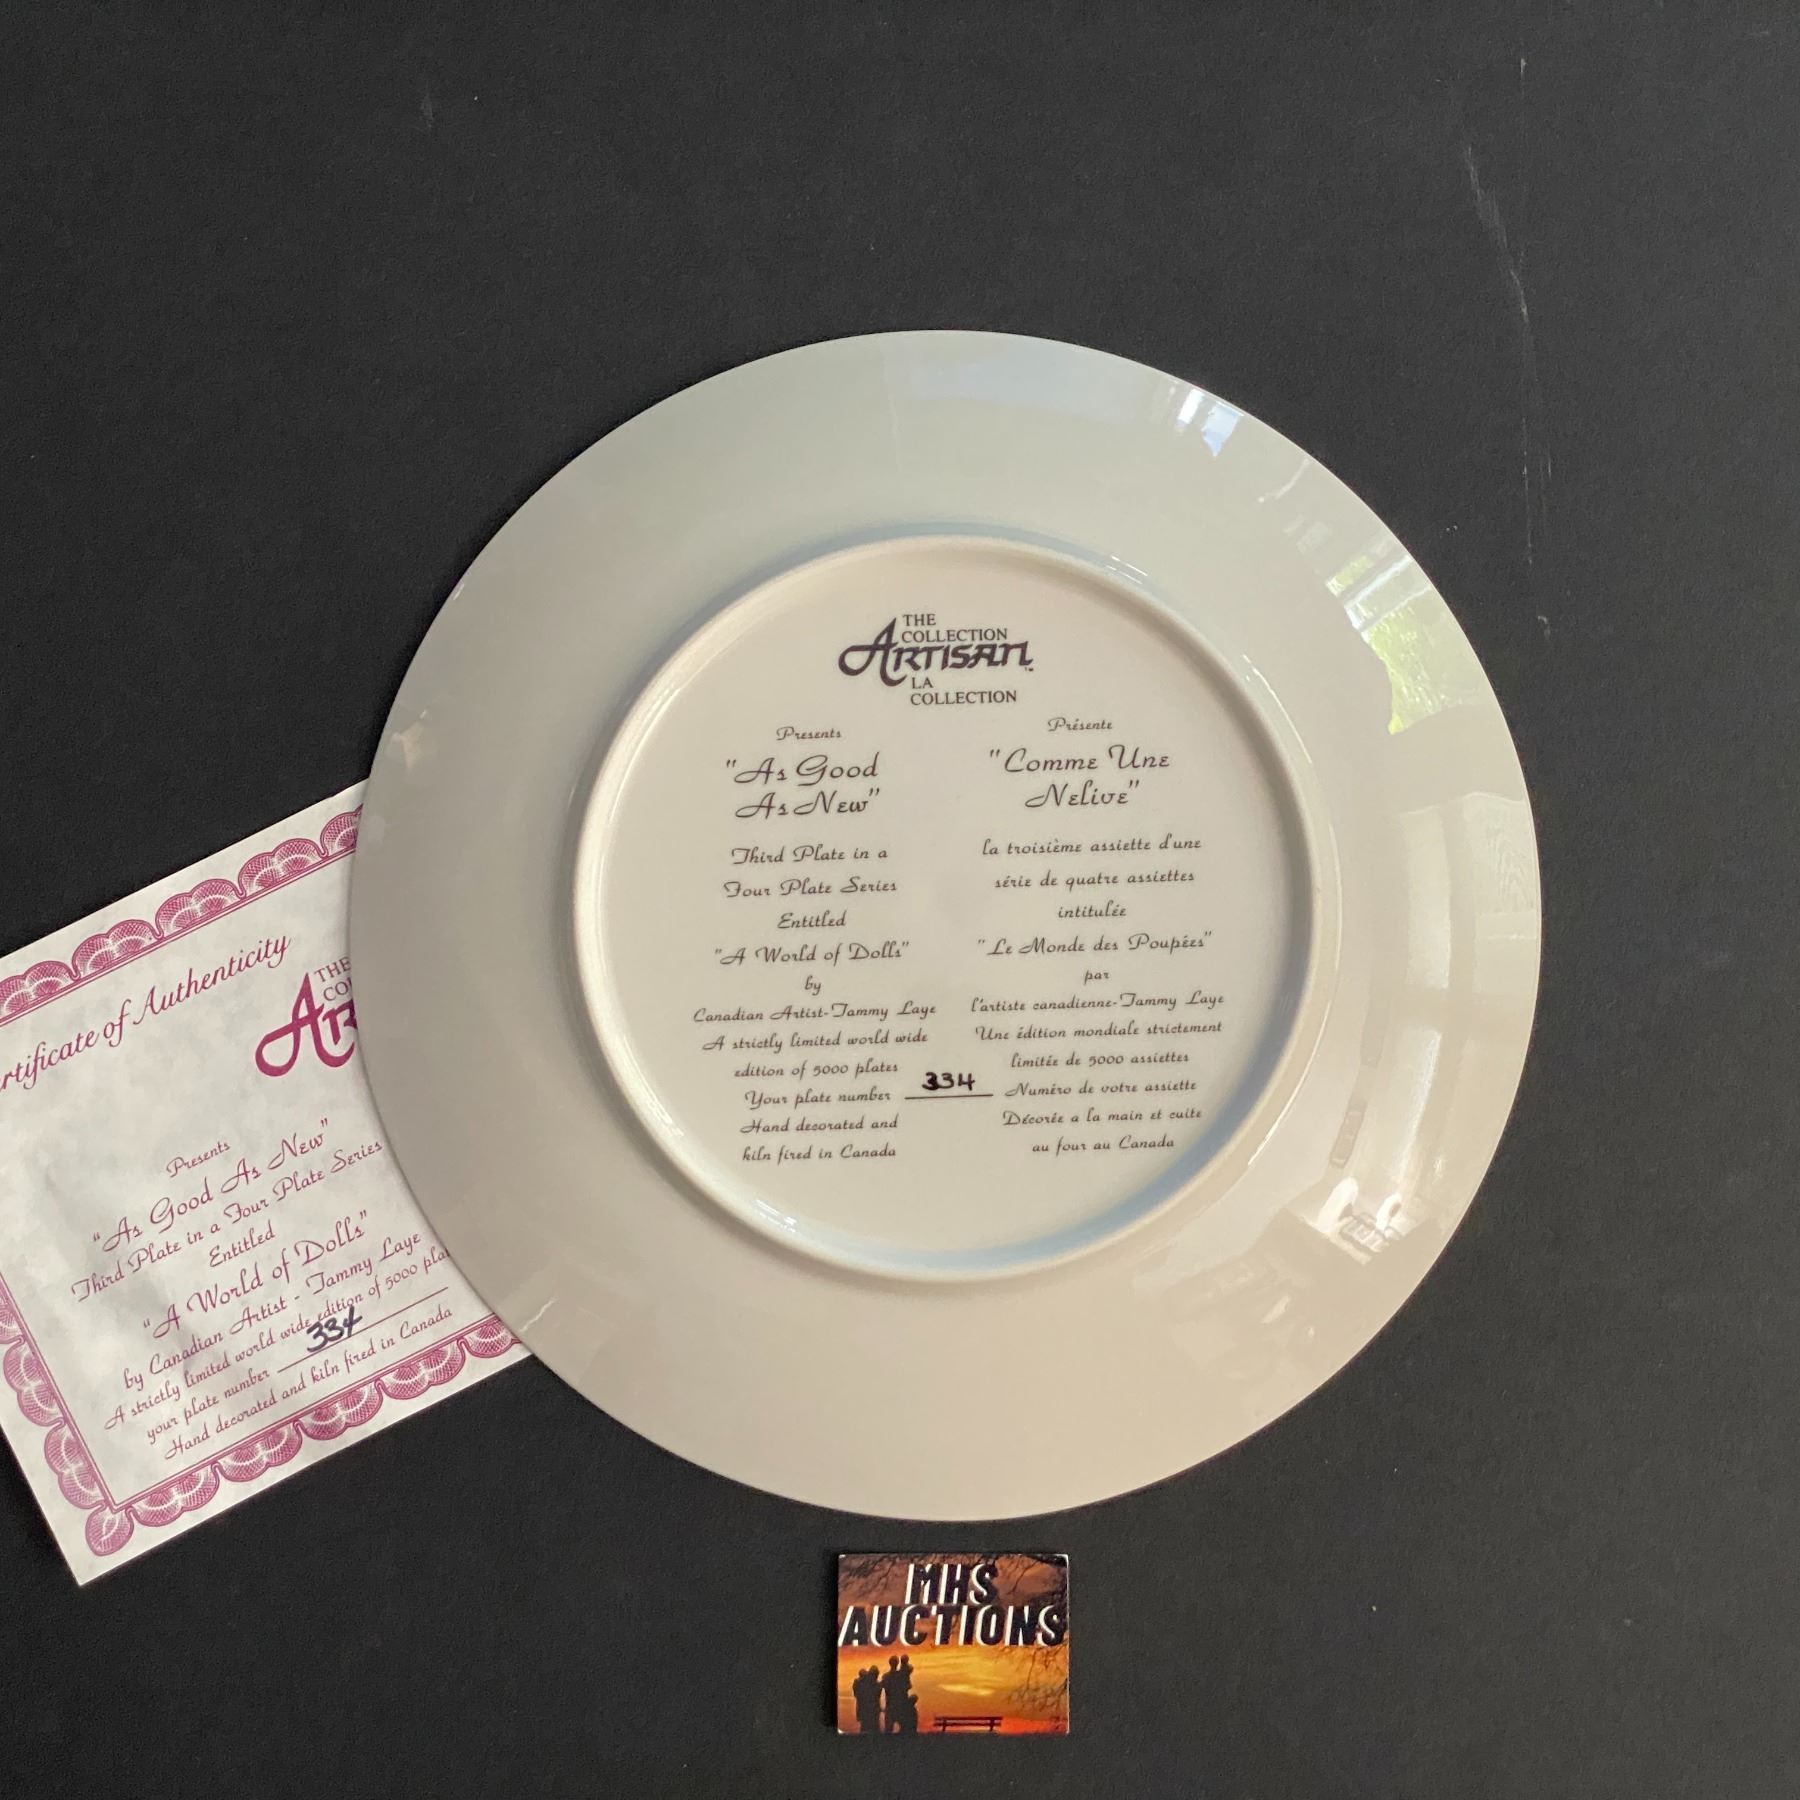 THE
COLLECTION
ARTISAN
LA
COLLECTION
Presents
"As Good
As New"
Third Plate in a
Four Plate Series
Entitled
"A World of Dolls"
by
Canadian Artist-Tammy Laye
A strictly limited world wide
edition of 5000 plates
Your plate number 334
Hand decorated and
kiln fired in Canada
Présente
"Comme Une
Nelive"
la troisième assiette d'une
série de quatre assiettes
intitulée
"Le Monde des Poupées"
par
l'artiste canadienne-Tammy Laye
Une édition mondiale strictement
limitée de 5000 assiettes
Numéro de votre assiette
Décorée a la main et cuite
au four au Canada
rtificate of Authenticity
THE
CO
AR
Presents
"As Good As New"
Third Plate in a Four Plate Series
Entitled
"A World of Dolls"
by Canadian Artist - Tammy Laye
A strictly limited world wide edition of 5000 pla
your plate number 334
Hand decorated and kiln fired in Canada
MHS
AUCTIONS